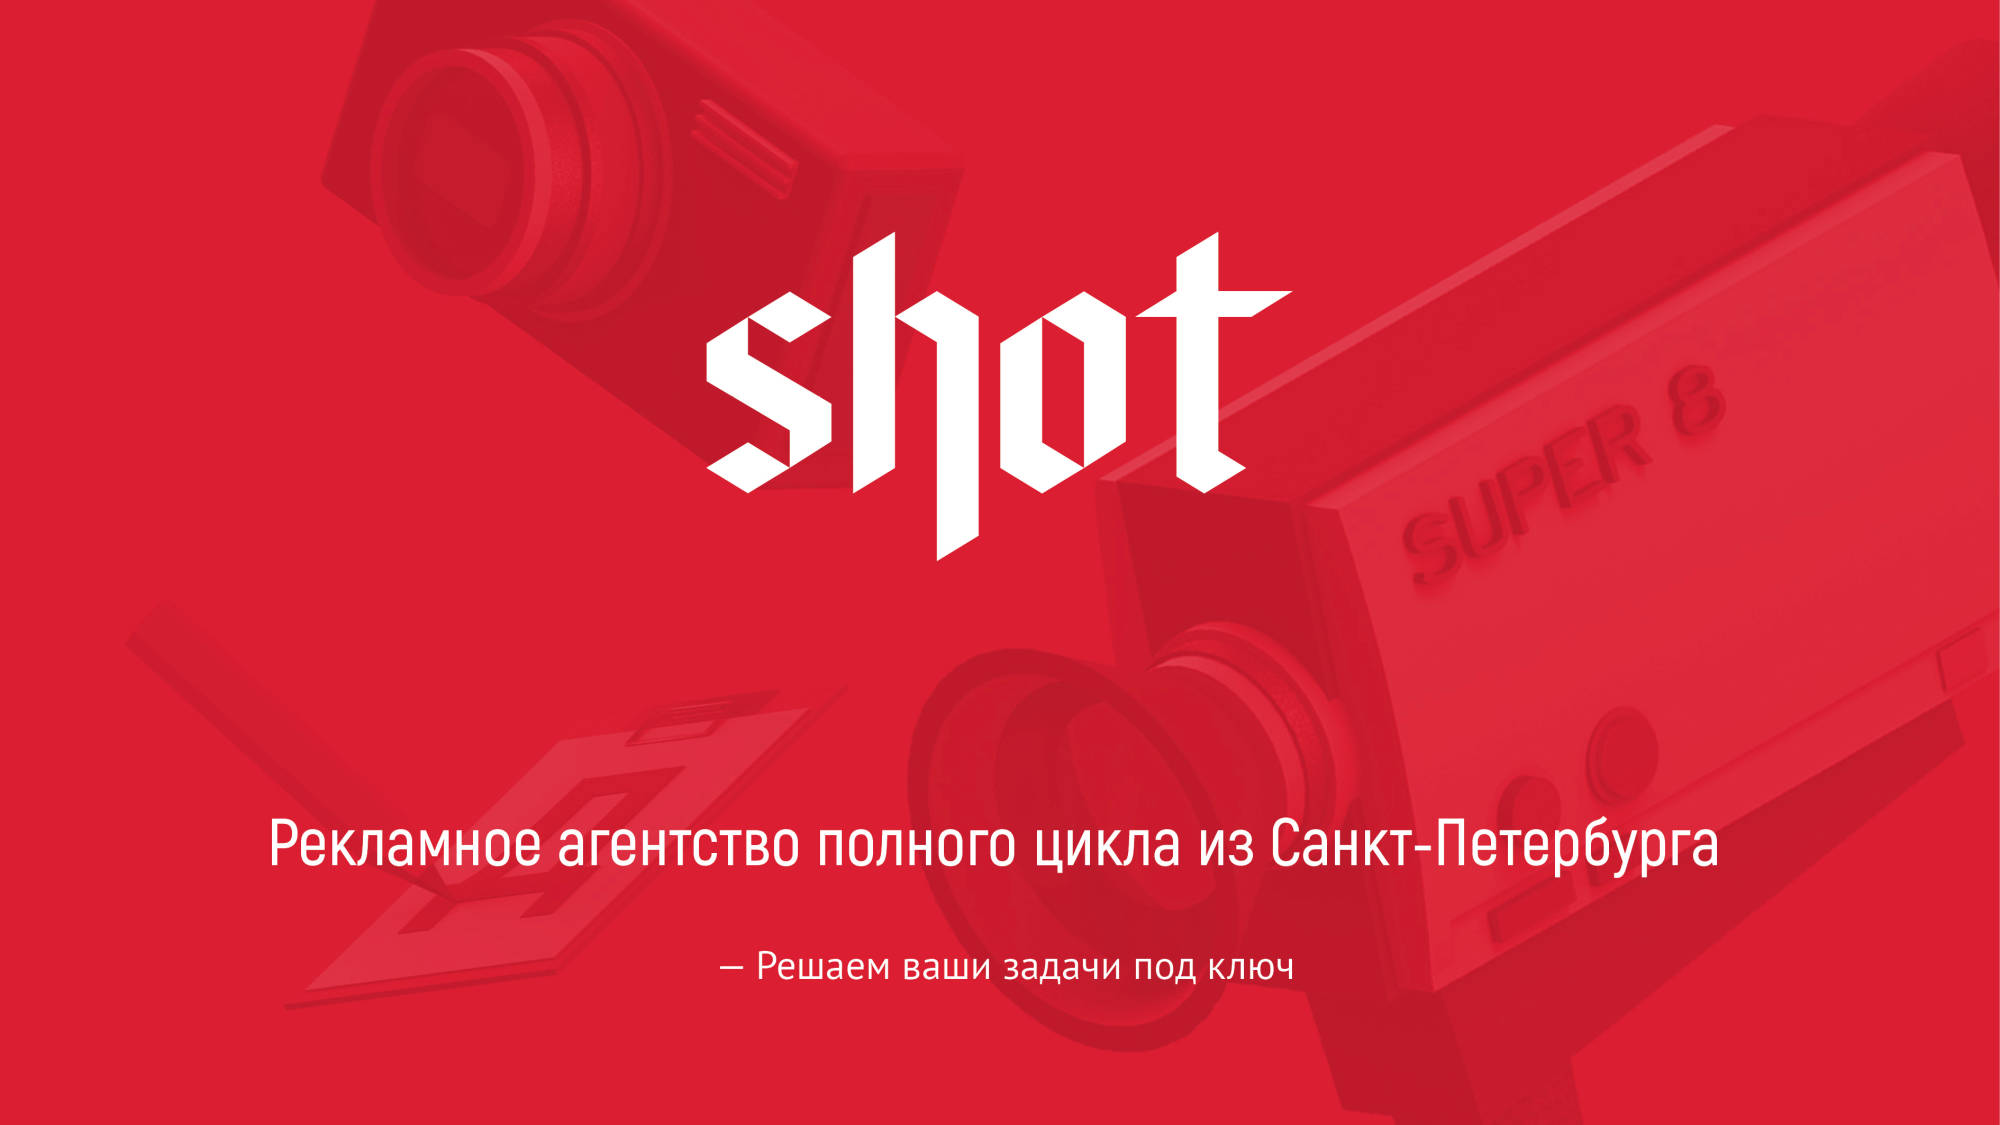 shot
SUPER 8
Рекламное агентство полного цикла из Санкт-Петербурга
— Решаем ваши задачи под ключ